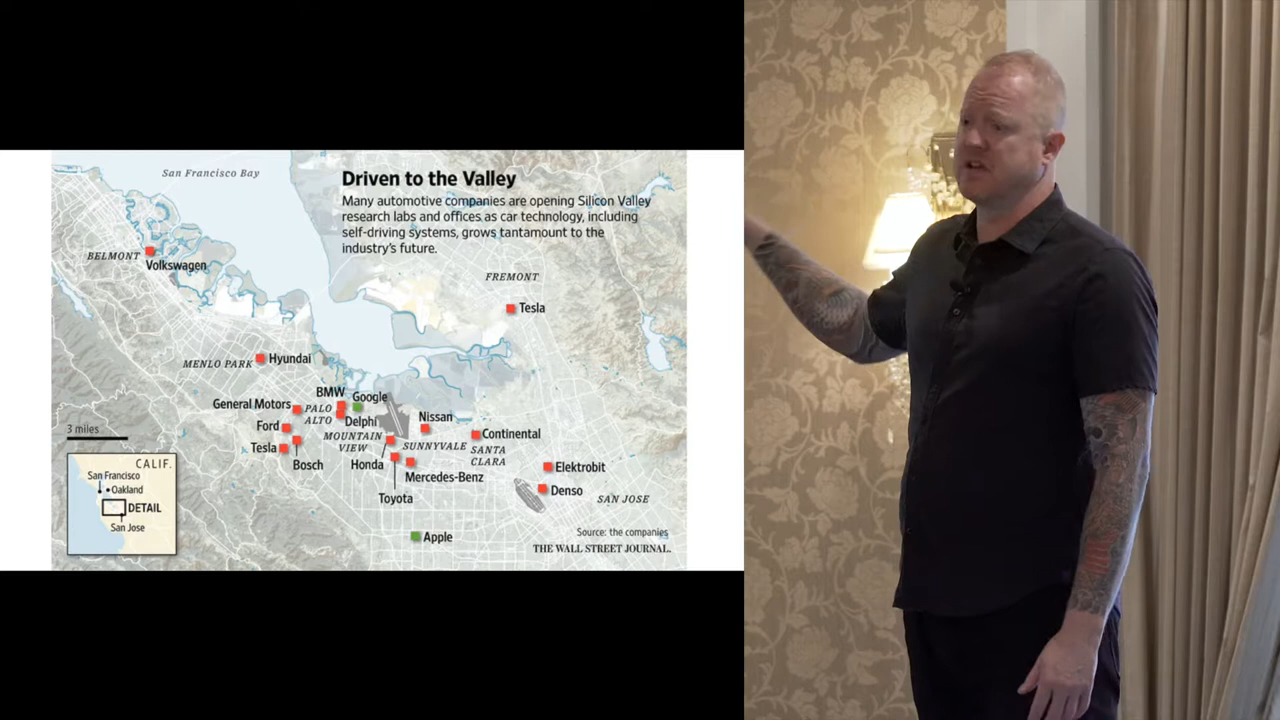 San Francisco Bay
Driven to the Valley
Many automotive companies are opening Silicon Valley
research labs and offices as car technology, including
self-driving systems, grows tantamount to the
industry's future.
BELMONT
Volkswagen
FREMONT
Tesla
MENLO PARK
Hyundai
BMW
Google
General Motors
PALO
ALTO
Delphi
Ford
Nissan
3 miles
MOUNTAIN
VIEW
SUNNYVALE
Continental
SANTA
CLARA
Tesla
Bosch
Honda
Mercedes-Benz
Elektrobit
Toyota
Denso
SAN JOSE
CALIF.
San Francisco
Oakland
DETAIL
San Jose
Apple
Source: the companies
THE WALL STREET JOURNAL.